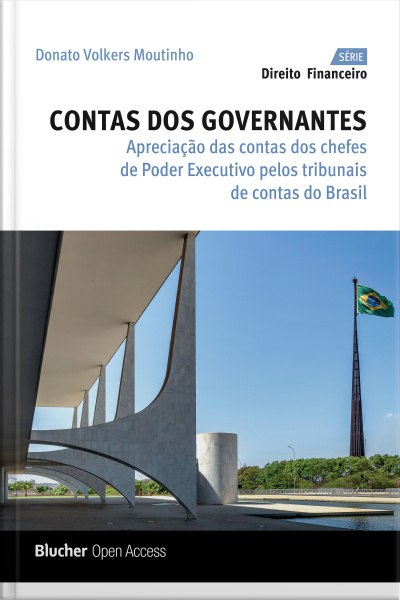 Donato Volkers Moutinho
SÉRIE
Direito Financeiro
CONTAS DOS GOVERNANTES
Apreciação das contas dos chefes
de Poder Executivo pelos tribunais
de contas do Brasil
Blucher Open Access